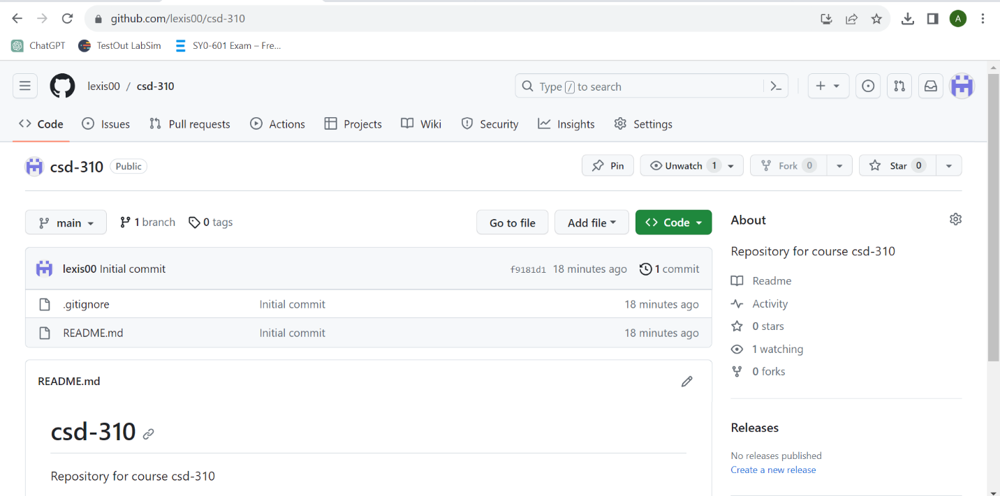 github.com/lexis00/csd-310
A
ChatGPT TestOut LabSim SY0-601 Exam – Fre...
lexis00 / csd-310
Type / to search
Code Issues Pull requests Actions Projects Wiki Security Insights Settings
csd-310 Public
Pin Unwatch 1 Fork 0 Star 0
main 1 branch 0 tags
Go to file Add file Code
lexis00 Initial commit f9181d1 18 minutes ago 1 commit
.gitignore Initial commit 18 minutes ago
README.md Initial commit 18 minutes ago
README.md
csd-310
Repository for course csd-310
About
Repository for course csd-310
Readme
Activity
0 stars
1 watching
0 forks
Releases
No releases published
Create a new release